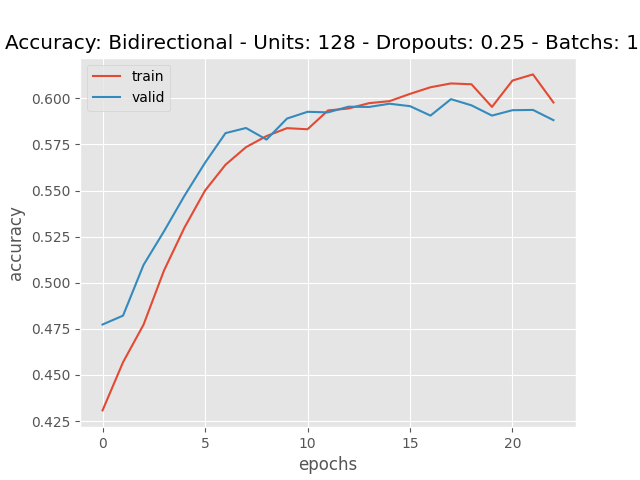 Accuracy: Bidirectional - Units: 128 - Dropouts: 0.25 - Batchs: 1
train
valid
0.600
0.575
0.550
0.525
0.500
0.475
0.450
0.425
accuracy
0 5 10 15 20
epochs